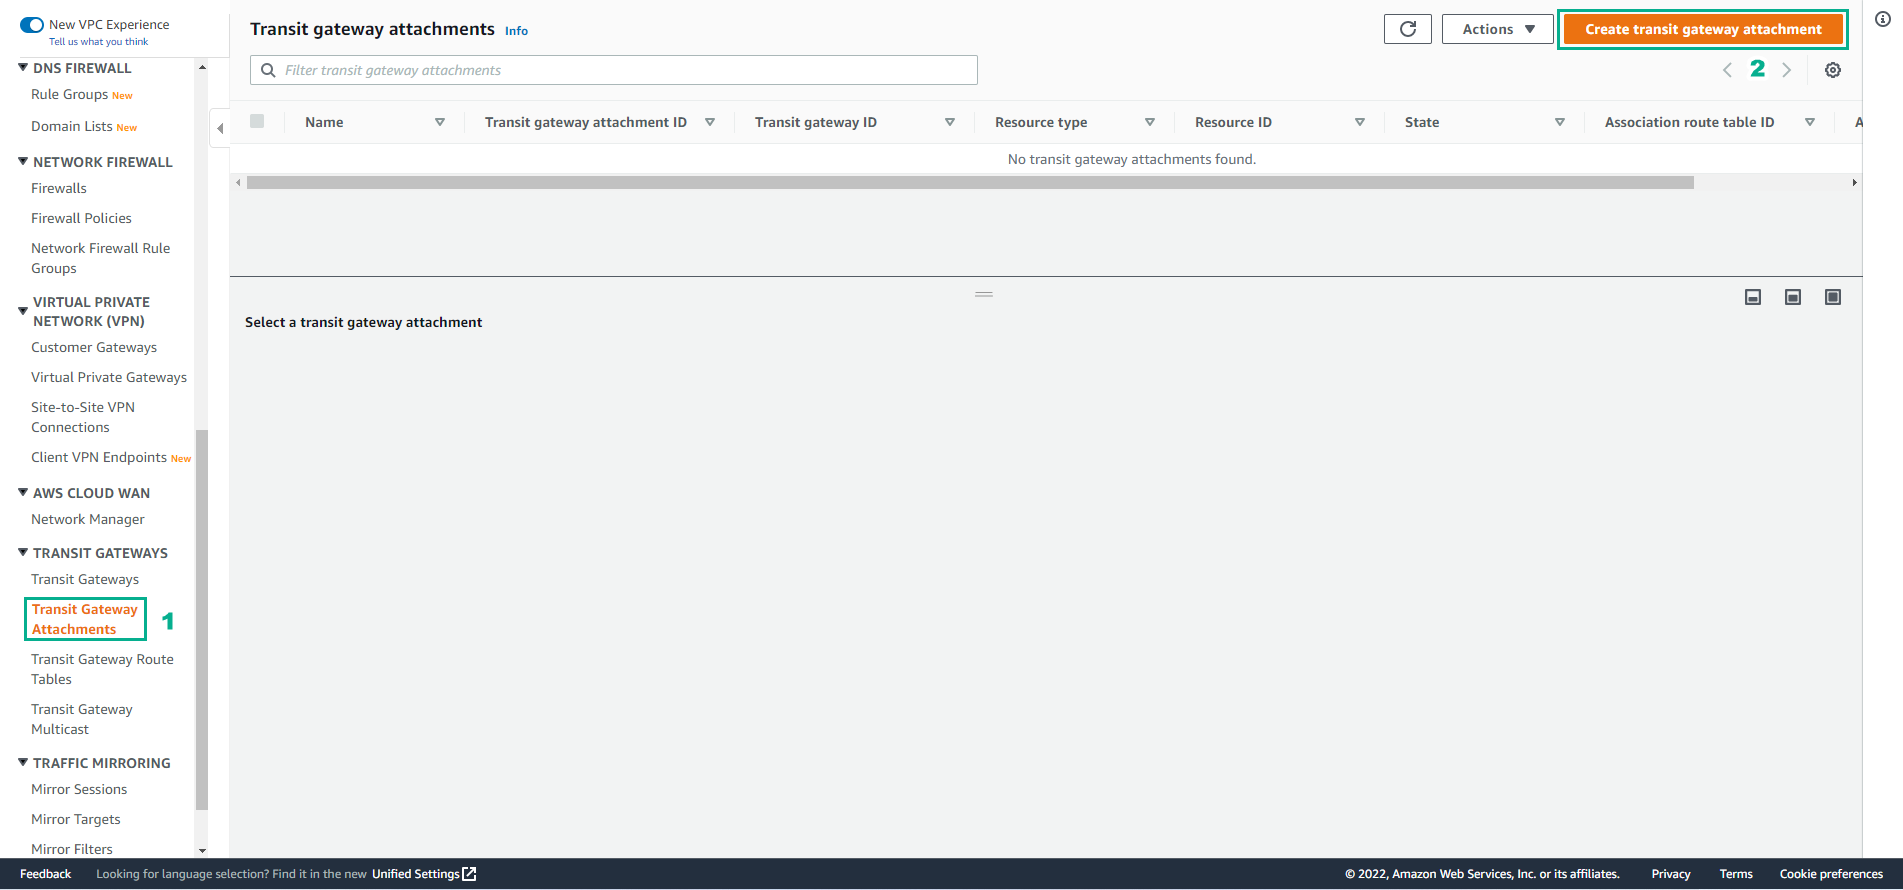 New VPC Experience
Tell us what you think
DNS FIREWALL
Rule Groups New
Domain Lists New
NETWORK FIREWALL
Firewalls
Firewall Policies
Network Firewall Rule
Groups
VIRTUAL PRIVATE
NETWORK (VPN)
Customer Gateways
Virtual Private Gateways
Site-to-Site VPN
Connections
Client VPN Endpoints New
AWS CLOUD WAN
Network Manager
TRANSIT GATEWAYS
Transit Gateways
Transit Gateway
Attachments
1
Transit Gateway Route
Tables
Transit Gateway
Multicast
TRAFFIC MIRRORING
Mirror Sessions
Mirror Targets
Mirror Filters
Transit gateway attachments Info
Actions
Create transit gateway attachment
Filter transit gateway attachments
2
Name Transit gateway attachment ID Transit gateway ID Resource type Resource ID State Association route table ID A
No transit gateway attachments found.
Select a transit gateway attachment
Feedback Looking for language selection? Find it in the new Unified Settings © 2022, Amazon Web Services, Inc. or its affiliates. Privacy Terms Cookie preferences